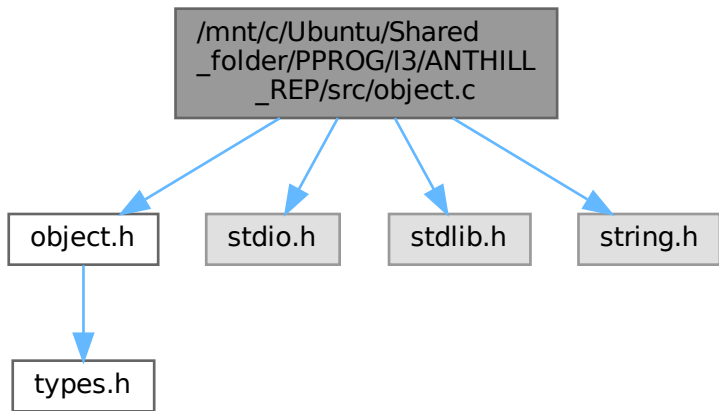 /mnt/c/Ubuntu/Shared
_folder/PPROG/I3/ANTHILL
_REP/src/object.c
object.h
stdio.h
stdlib.h
string.h
types.h